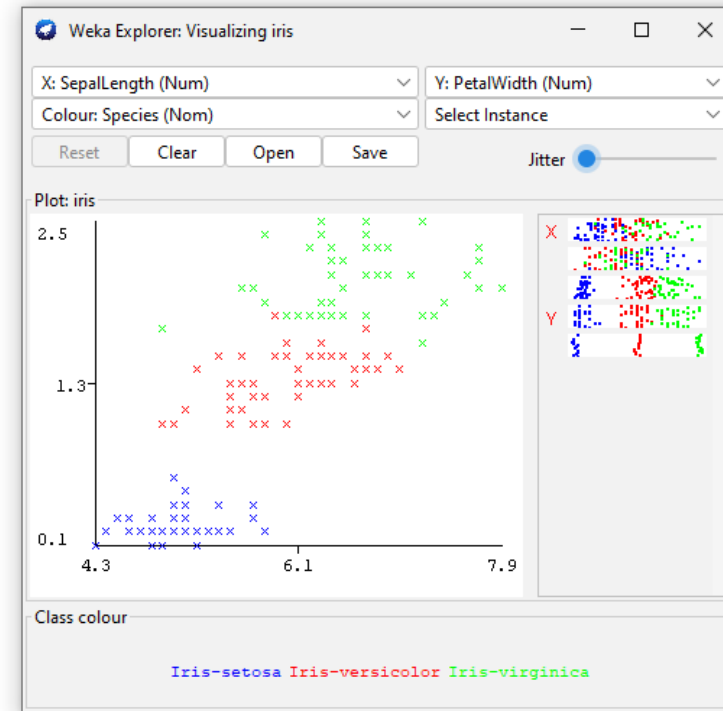 Weka Explorer: Visualizing iris
X: SepalLength (Num) Y: PetalWidth (Num)
Colour: Species (Nom) Select Instance
Reset Clear Open Save Jitter
Plot: iris
2.5
1.3
0.1
4.3 6.1 7.9
X
Y
Class colour
Iris-setosa Iris-versicolor Iris-virginica